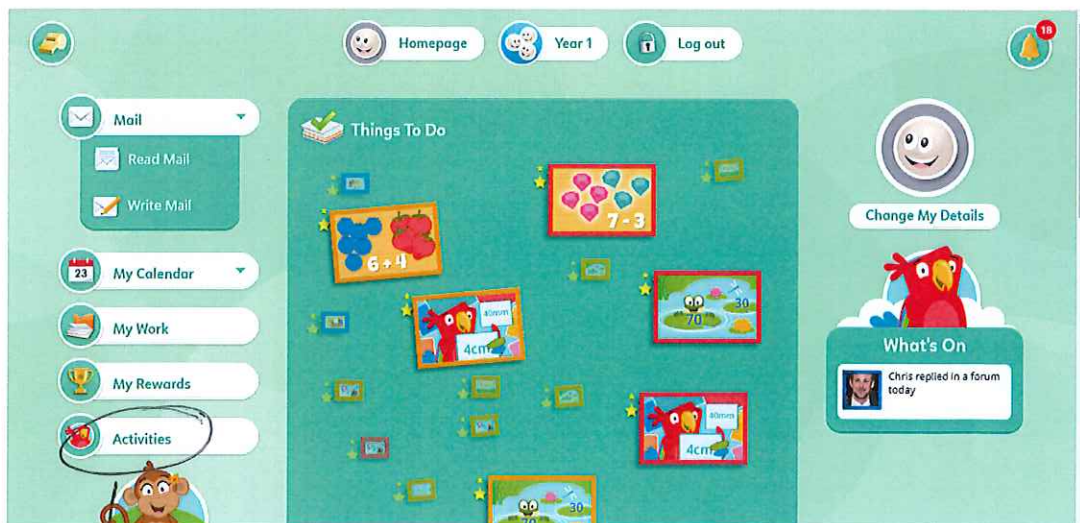 Homepage
Year 1
Log out
18
Mail
Read Mail
Write Mail
23
My Calendar
My Work
My Rewards
Activities
Things To Do
7 - 3
6 + 4
40mm
4cm
70
30
40mm
4cm
30
70
Change My Details
What's On
Chris replied in a forum
today